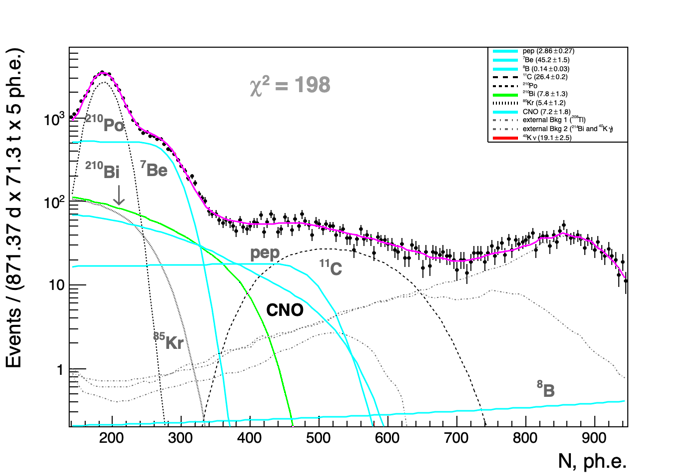 pep (2.86±0.27)
⁷Be (45.2±1.5)
⁸B (0.14±0.03)
¹¹C (26.4±0.2)
²¹⁰Po
²¹⁰Bi (7.8±1.3)
⁸⁵Kr (5.4±1.2)
CNO (7.2±1.8)
external Bkg 1 (²⁰⁸Tl)
external Bkg 2 (²¹⁴Bi and ⁴⁰K γ)
⁴⁰K ν (19.1±2.5)
χ² = 198
Events / (871.37 d x 71.3 t x 5 ph.e.)
10³
10²
10
1
²¹⁰Po
²¹⁰Bi
⁷Be
pep
¹¹C
CNO
⁸⁵Kr
⁸B
200 300 400 500 600 700 800 900
N, ph.e.